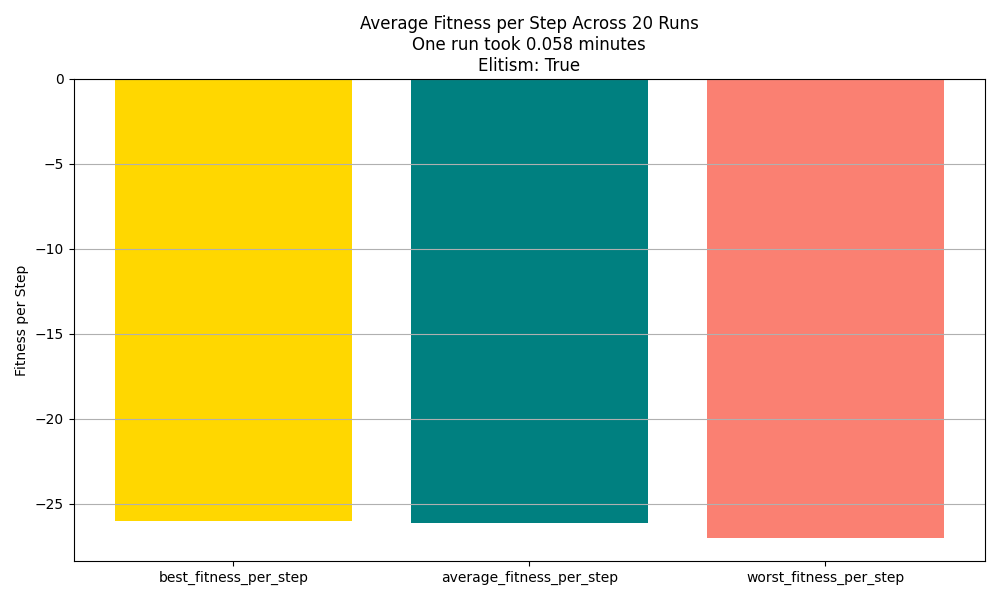 Average Fitness per Step Across 20 Runs
One run took 0.058 minutes
Elitism: True
Fitness per Step
0
−5
−10
−15
−20
−25
best_fitness_per_step
average_fitness_per_step
worst_fitness_per_step